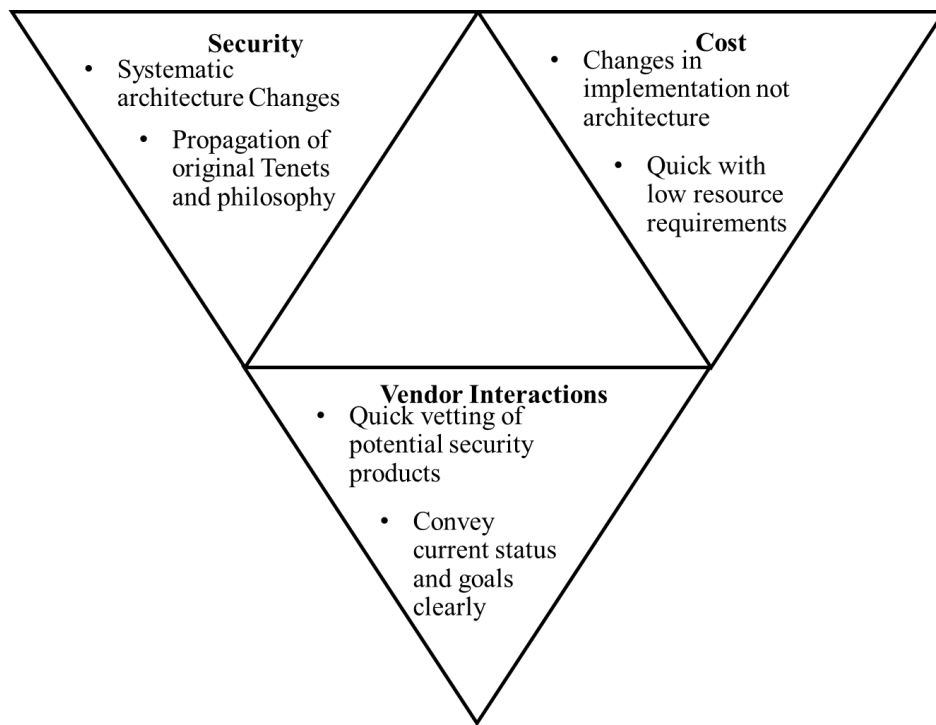 Security
• Systematic
architecture Changes
• Propagation of
original Tenets
and philosophy
Cost
• Changes in
implementation not
architecture
• Quick with
low resource
requirements
Vendor Interactions
• Quick vetting of
potential security
products
• Convey
current status
and goals
clearly